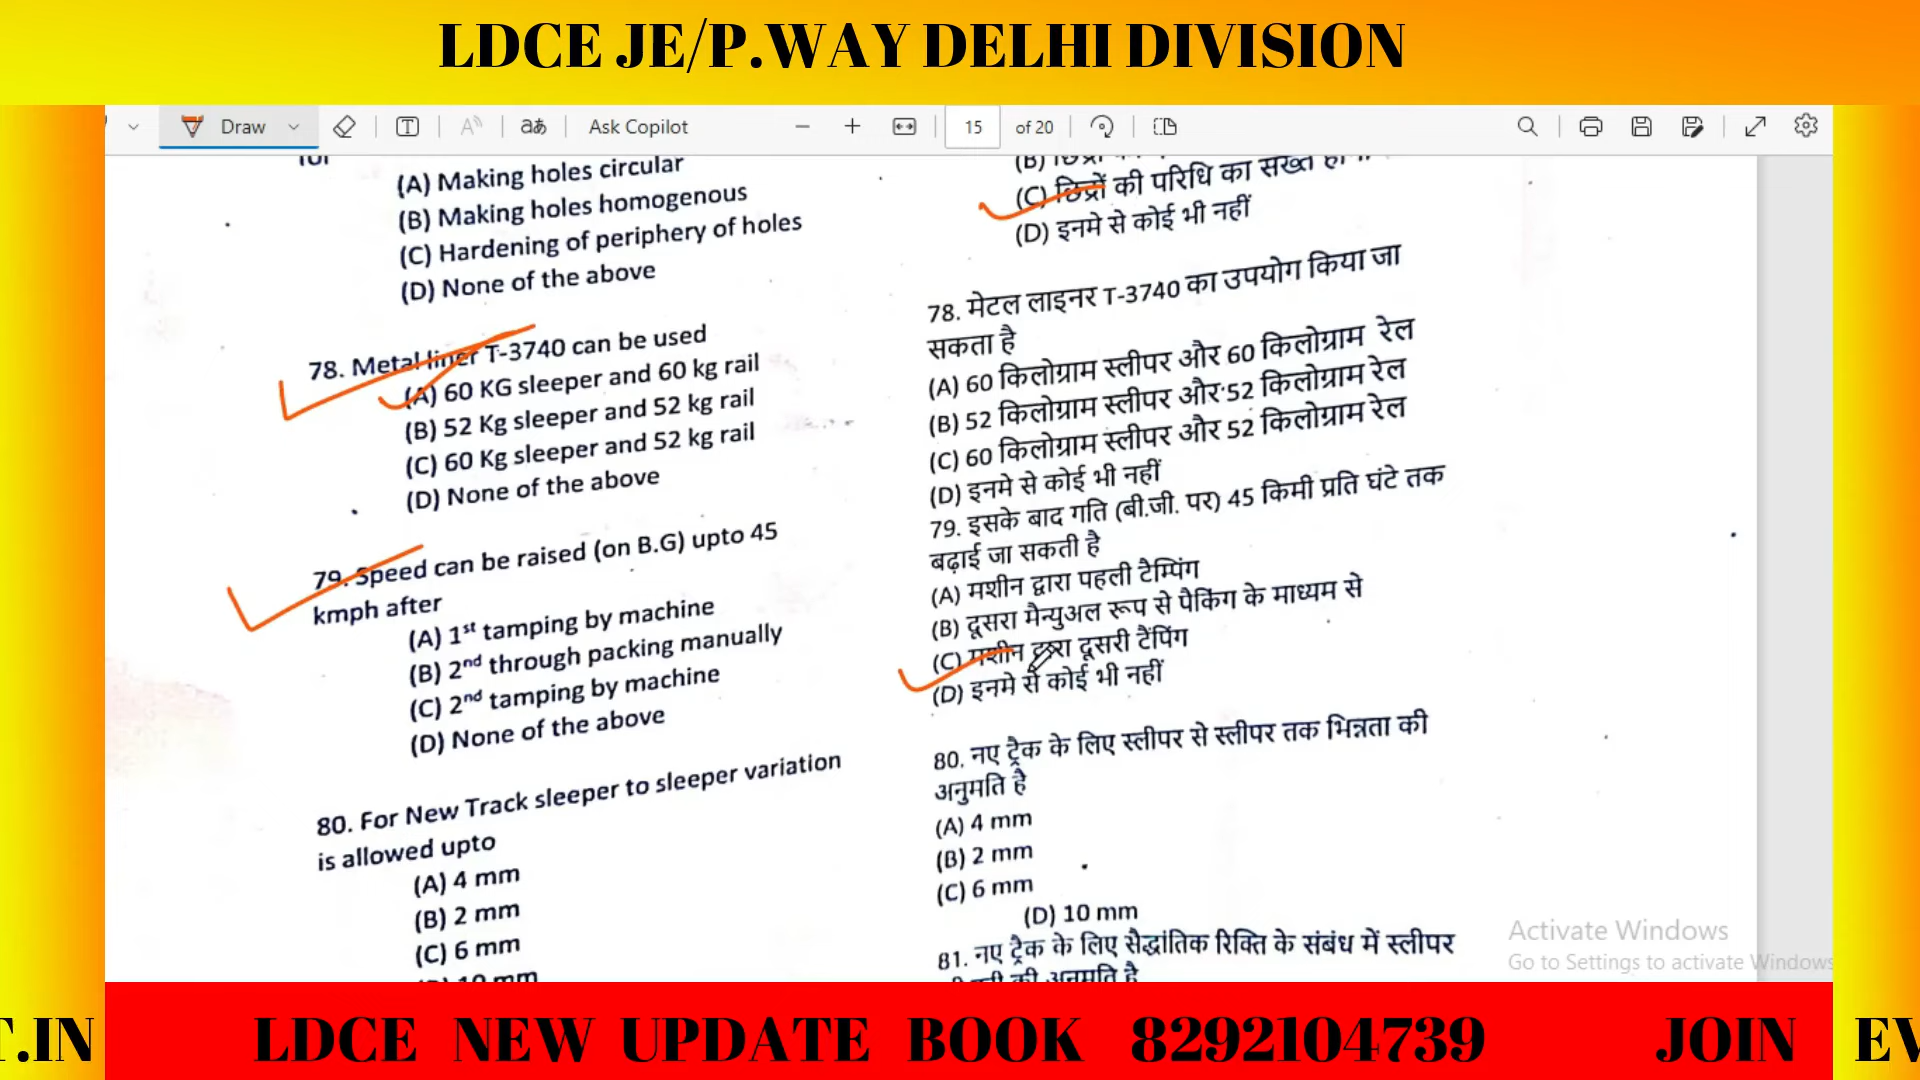 LDCE JE/P.WAY DELHI DIVISION
Draw
Ask Copilot
15 of 20
for
(A) Making holes circular
(B) Making holes homogenous
(C) Hardening of periphery of holes
(D) None of the above
78. Metal liner T-3740 can be used
(A) 60 KG sleeper and 60 kg rail
(B) 52 Kg sleeper and 52 kg rail
(C) 60 Kg sleeper and 52 kg rail
(D) None of the above
79. Speed can be raised (on B.G) upto 45
kmph after
(A) 1st tamping by machine
(B) 2nd through packing manually
(C) 2nd tamping by machine
(D) None of the above
80. For New Track sleeper to sleeper variation
is allowed upto
(A) 4 mm
(B) 2 mm
(C) 6 mm
10 mm
(B)
(C) छिद्रों की परिधि का सख्त
(D) इनमे से कोई भी नहीं
78. मेटल लाइनर T-3740 का उपयोग किया जा
सकता है
(A) 60 किलोग्राम स्लीपर और 60 किलोग्राम रेल
(B) 52 किलोग्राम स्लीपर और 52 किलोग्राम रेल
(C) 60 किलोग्राम स्लीपर और 52 किलोग्राम रेल
(D) इनमे से कोई भी नहीं
79. इसके बाद गति (बी.जी. पर) 45 किमी प्रति घंटे तक
बढ़ाई जा सकती है
(A) मशीन द्वारा पहली टैम्पिंग
(B) दूसरा मैन्युअल रूप से पैकिंग के माध्यम से
(C) मशीन द्वारा दूसरी टैंपिंग
(D) इनमे से कोई भी नहीं
80. नए ट्रैक के लिए स्लीपर से स्लीपर तक भिन्नता की
अनुमति है
(A) 4 mm
(B) 2 mm
(C) 6 mm
(D) 10 mm
81. नए ट्रैक के लिए सैद्धांतिक रिक्ति के संबंध में स्लीपर
की अनुमति है
Activate Windows
Go to Settings to activate Windows
T.IN LDCE NEW UPDATE BOOK 8292104739 JOIN EV